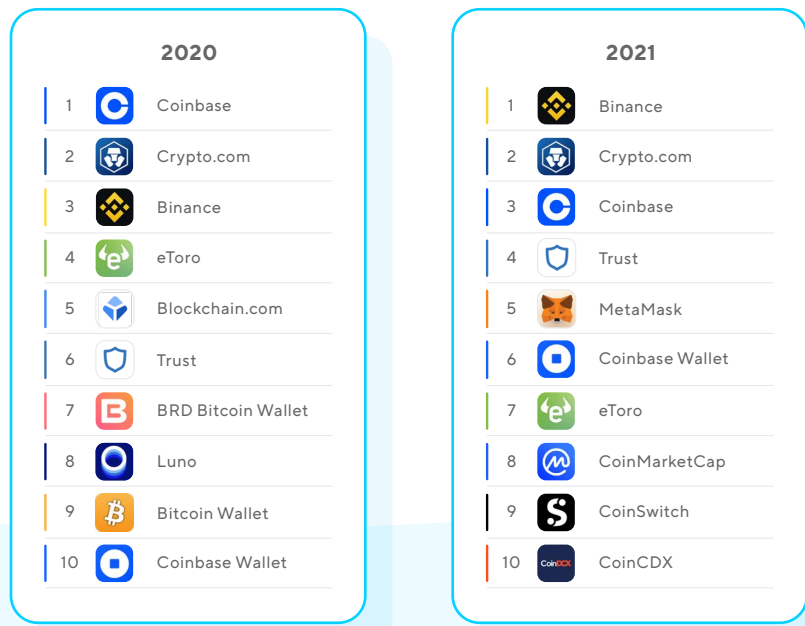 2020
1 Coinbase
2 Crypto.com
3 Binance
4 eToro
5 Blockchain.com
6 Trust
7 BRD Bitcoin Wallet
8 Luno
9 Bitcoin Wallet
10 Coinbase Wallet
2021
1 Binance
2 Crypto.com
3 Coinbase
4 Trust
5 MetaMask
6 Coinbase Wallet
7 eToro
8 CoinMarketCap
9 CoinSwitch
10 CoinDCX CoinCDX